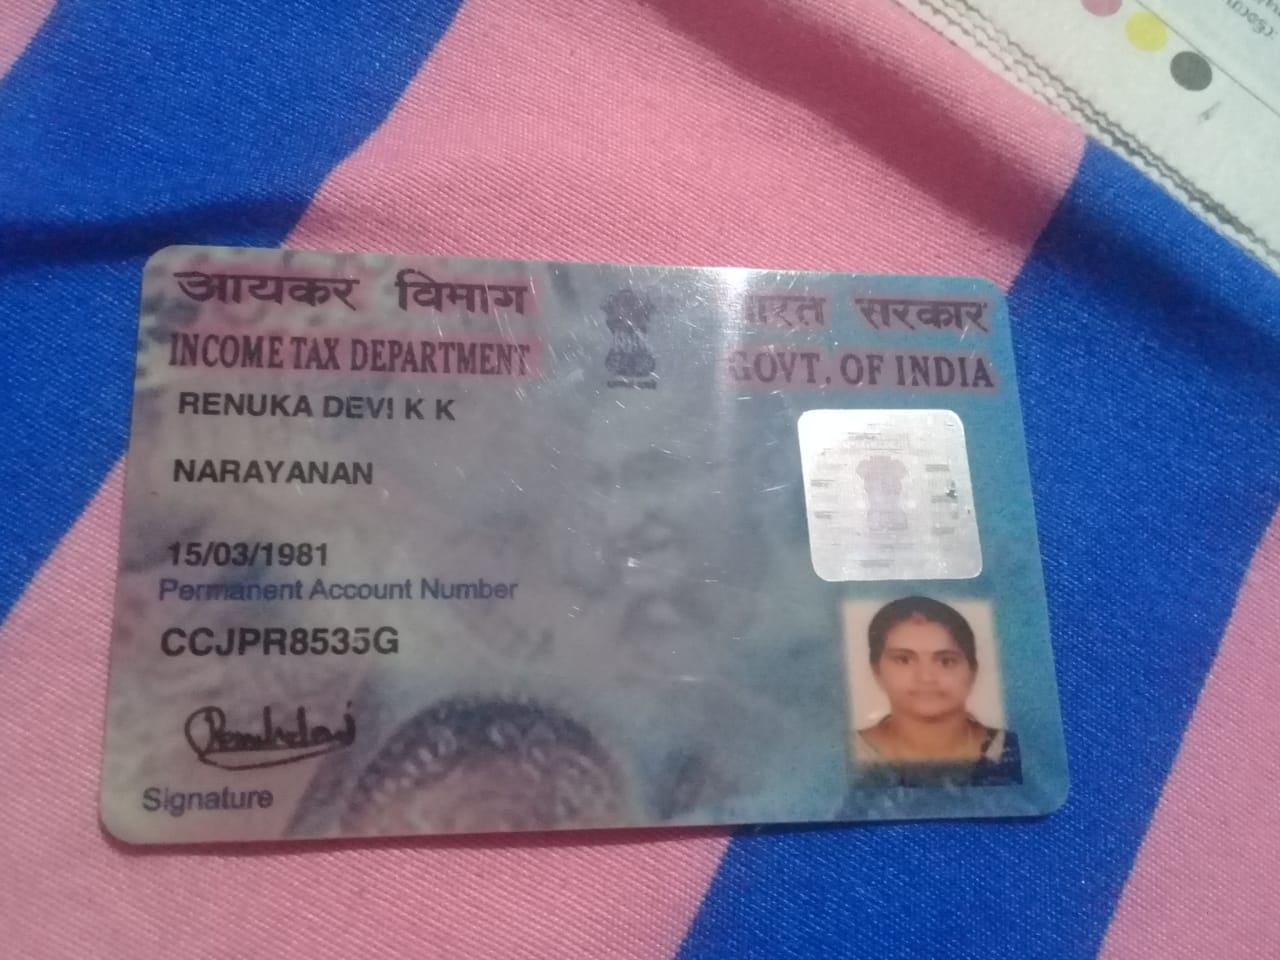 आयकर विभाग
INCOME TAX DEPARTMENT
भारत सरकार
GOVT. OF INDIA
RENUKA DEVI K K
NARAYANAN
15/03/1981
Permanent Account Number
CCJPR8535G
Renukadevi
Signature